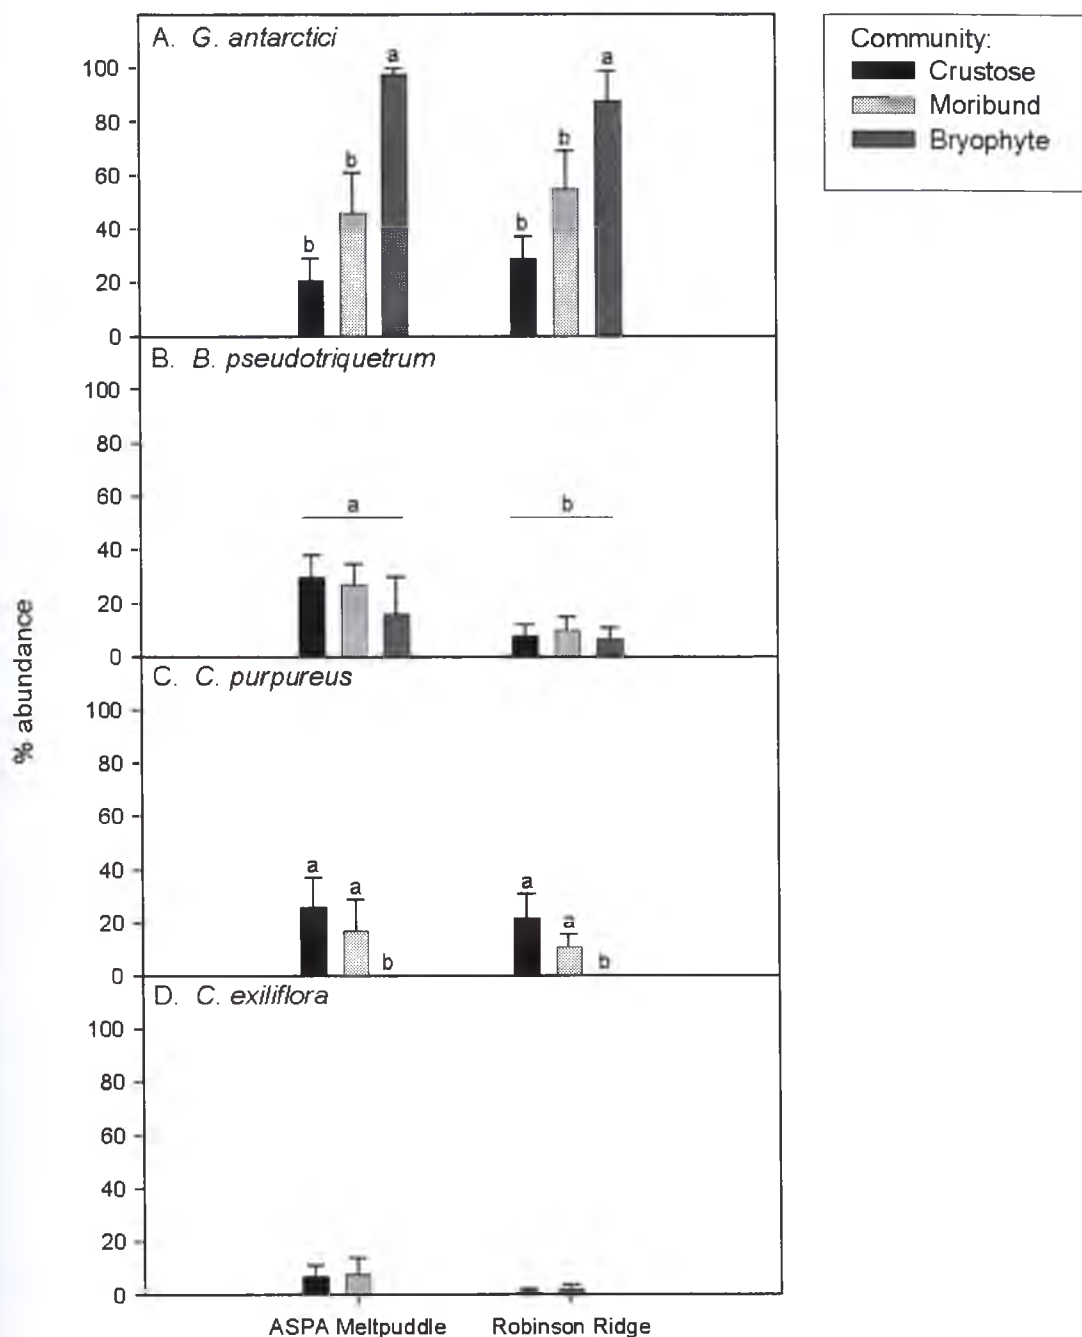 A. G. antarctici
a
a
b
b
b
b
100
80
60
40
20
0
Community:
Crustose
Moribund
Bryophyte
B. B. pseudotriquetrum
a
b
100
80
60
40
20
0
C. C. purpureus
a
a
b
a
a
b
100
80
60
40
20
0
D. C. exiliflora
100
80
60
40
20
0
% abundance
ASPA Meltpuddle
Robinson Ridge